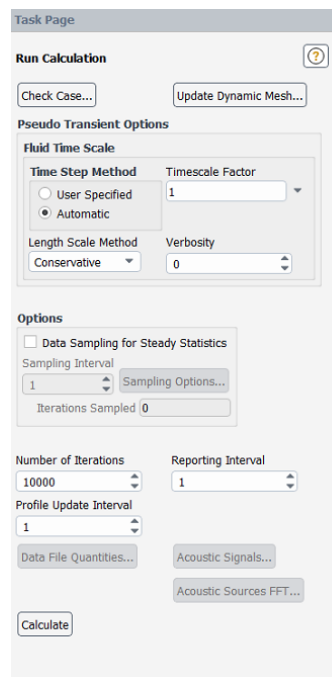 Task Page
Run Calculation
?
Check Case... Update Dynamic Mesh...
Pseudo Transient Options
Fluid Time Scale
Time Step Method Timescale Factor
User Specified 1
Automatic
Length Scale Method Verbosity
Conservative 0
Options
Data Sampling for Steady Statistics
Sampling Interval
1 Sampling Options...
Iterations Sampled 0
Number of Iterations Reporting Interval
10000 1
Profile Update Interval
1
Data File Quantities... Acoustic Signals...
Acoustic Sources FFT...
Calculate